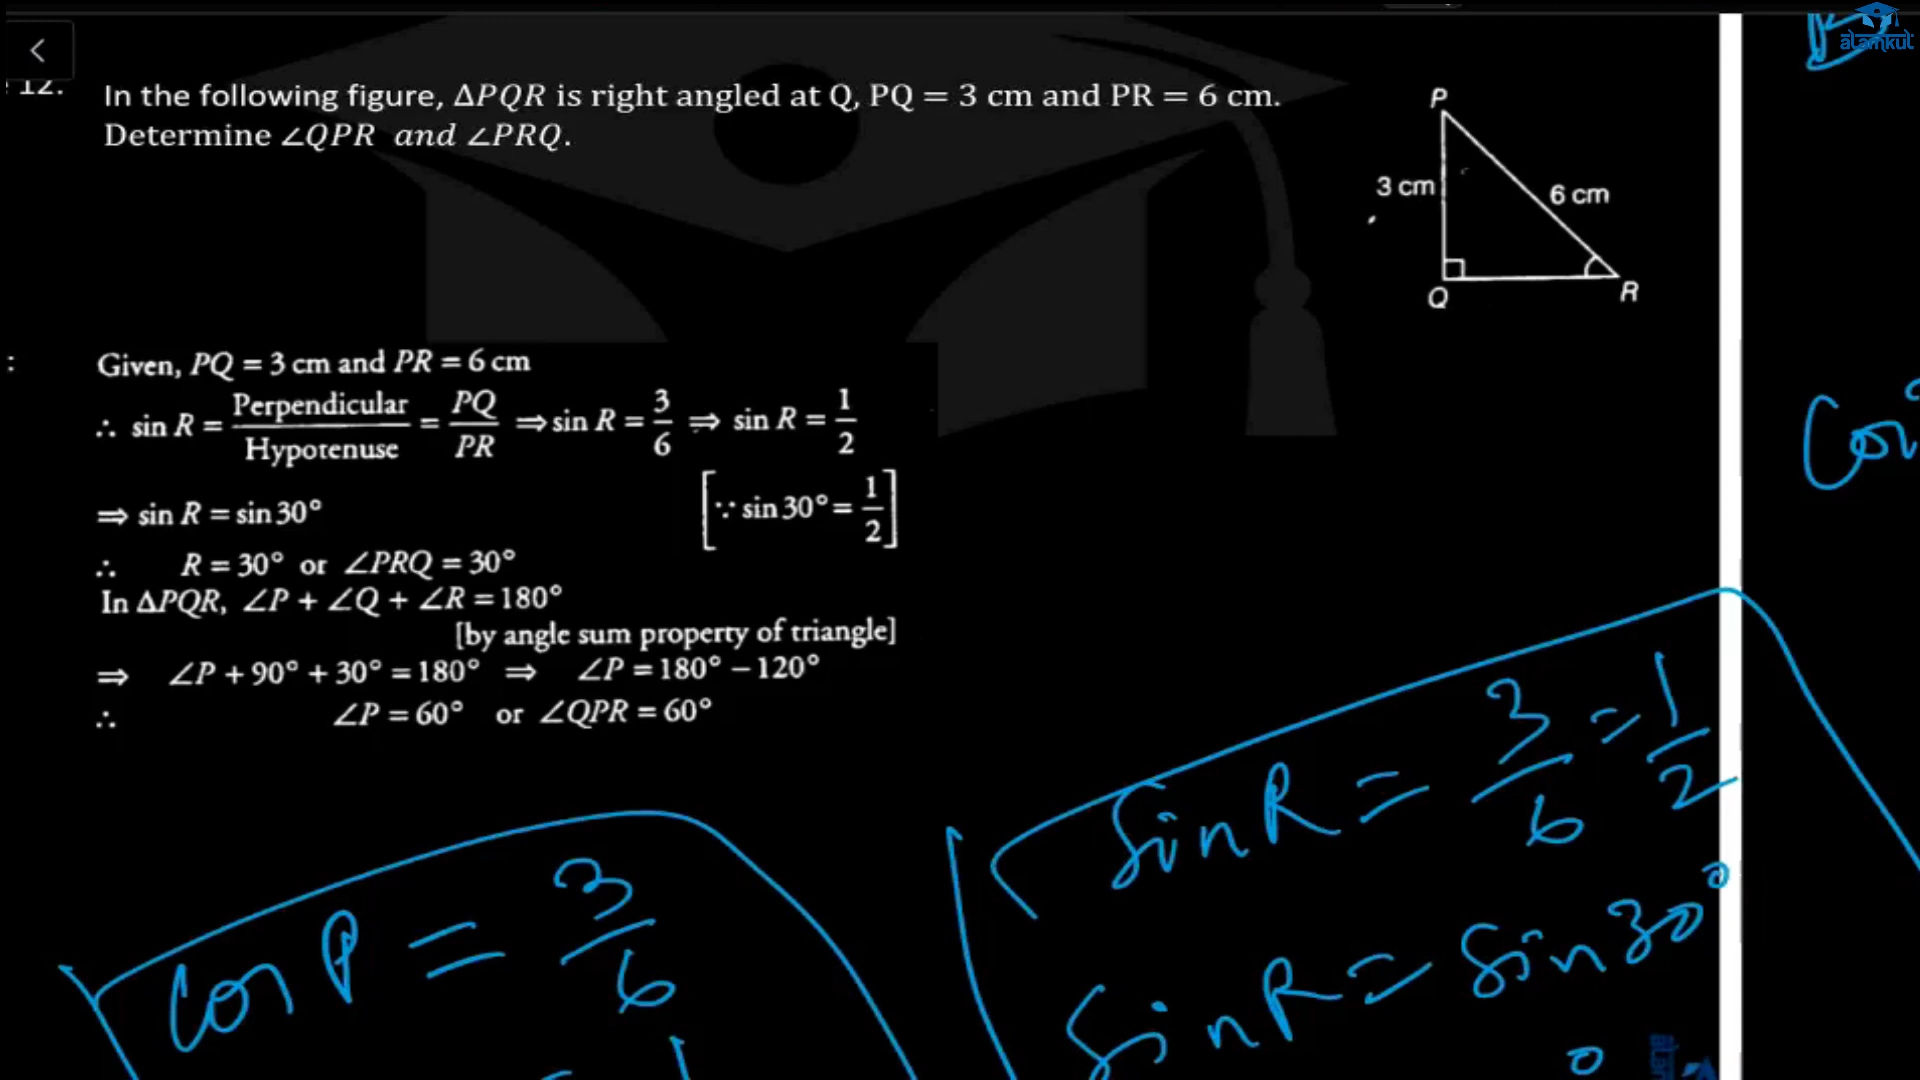 alamkul
12.
In the following figure, ΔPQR is right angled at Q, PQ = 3 cm and PR = 6 cm.
Determine ∠QPR and ∠PRQ.
P
3 cm
6 cm
Q
R
:
Given, PQ = 3 cm and PR = 6 cm
∴ sin R = Perpendicular/Hypotenuse = PQ/PR ⇒ sin R = 3/6 ⇒ sin R = 1/2
⇒ sin R = sin 30° [∵ sin 30° = 1/2]
∴ R = 30° or ∠PRQ = 30°
In ΔPQR, ∠P + ∠Q + ∠R = 180°
[by angle sum property of triangle]
⇒ ∠P + 90° + 30° = 180° ⇒ ∠P = 180° – 120°
∴ ∠P = 60° or ∠QPR = 60°
sin R = 3/6 = 1/2
sin R = sin 30°
cos P = 3/6